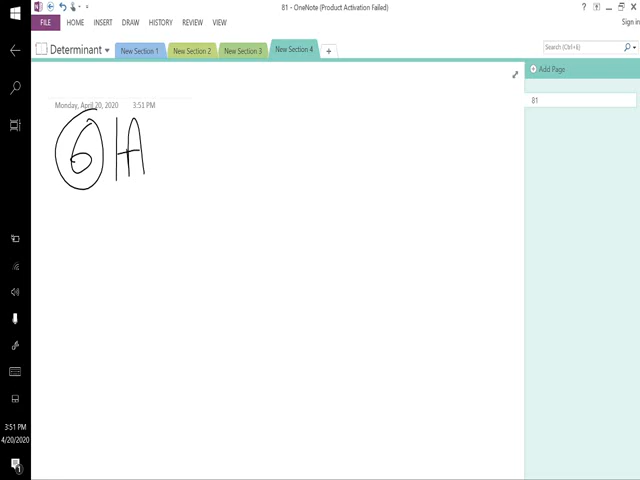 81 - OneNote (Product Activation Failed)
FILE HOME INSERT DRAW HISTORY REVIEW VIEW
Sign in
Determinant New Section 1 New Section 2 New Section 3 New Section 4 +
Search (Ctrl+E)
Add Page
81
Monday, April 20, 2020 3:51 PM
6 |A
3:51 PM
4/20/2020
1